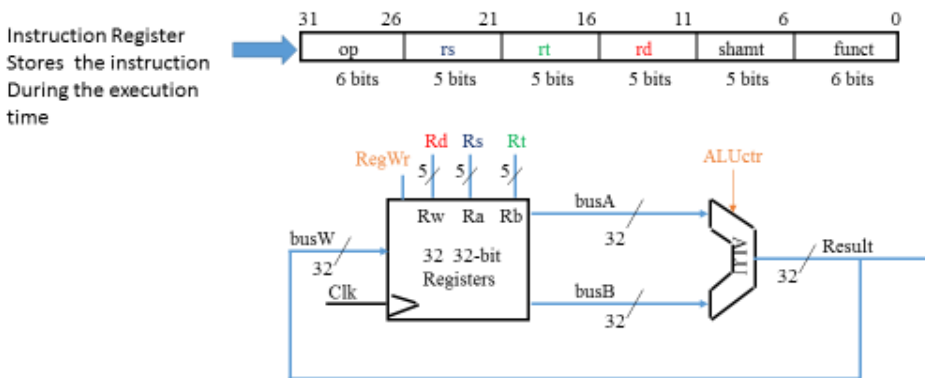 31 26 21 16 11 6 0
Instruction Register
Stores the instruction
During the execution
time
op rs rt rd shamt funct
6 bits 5 bits 5 bits 5 bits 5 bits 6 bits
Rd Rs Rt
RegWr
ALUctr
5 5 5
Rw Ra Rb
busA
32
busW
32
32 32-bit
Registers
ALU
Result
32
Clk
busB
32